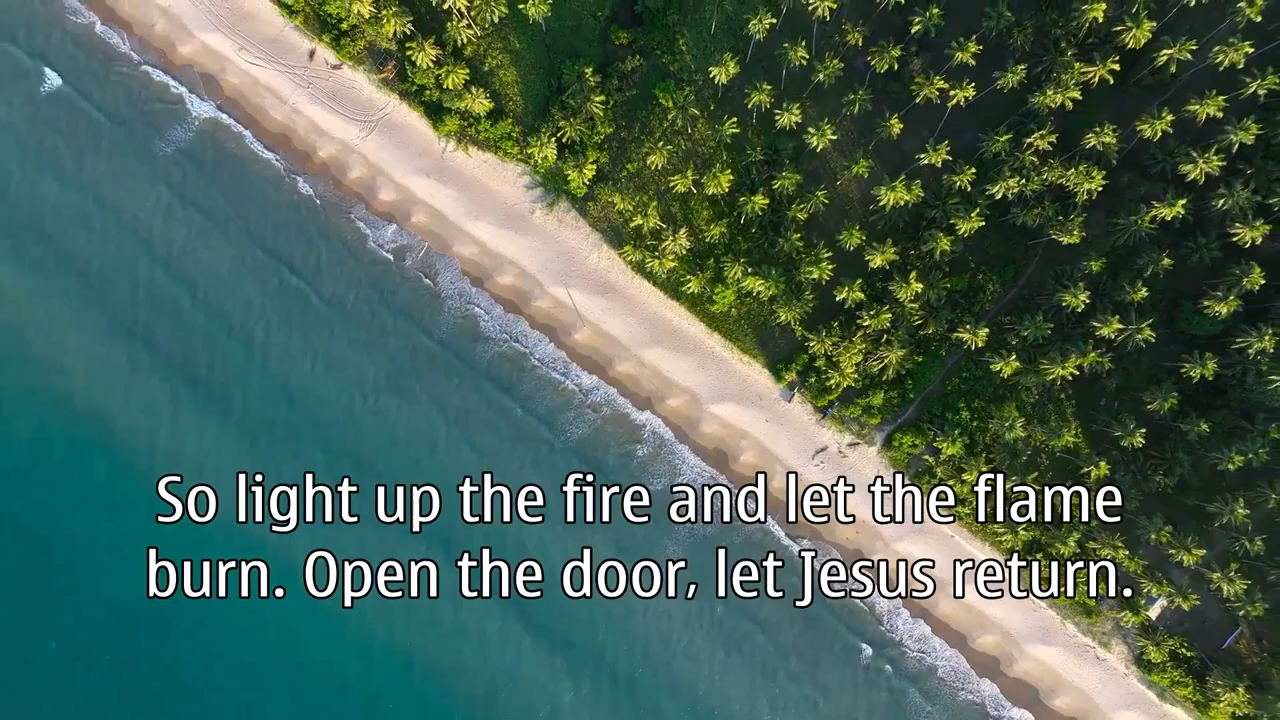 So light up the fire and let the flame
burn. Open the door, let Jesus return.